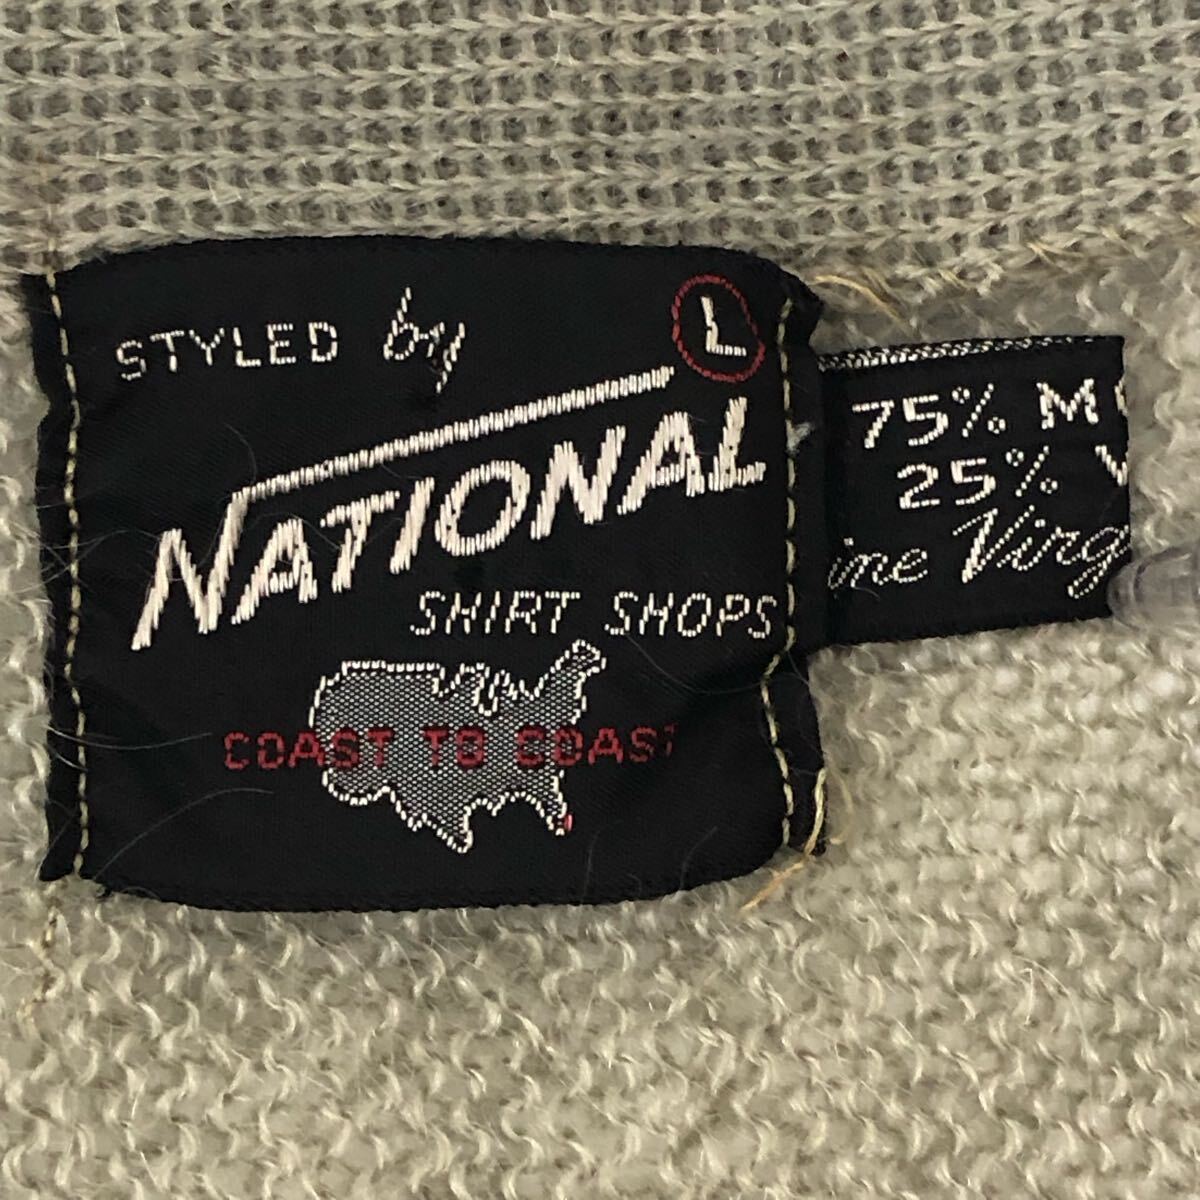 STYLED by
L
NATIONAL
SHIRT SHOPS
COAST TO COAST
75%
25%